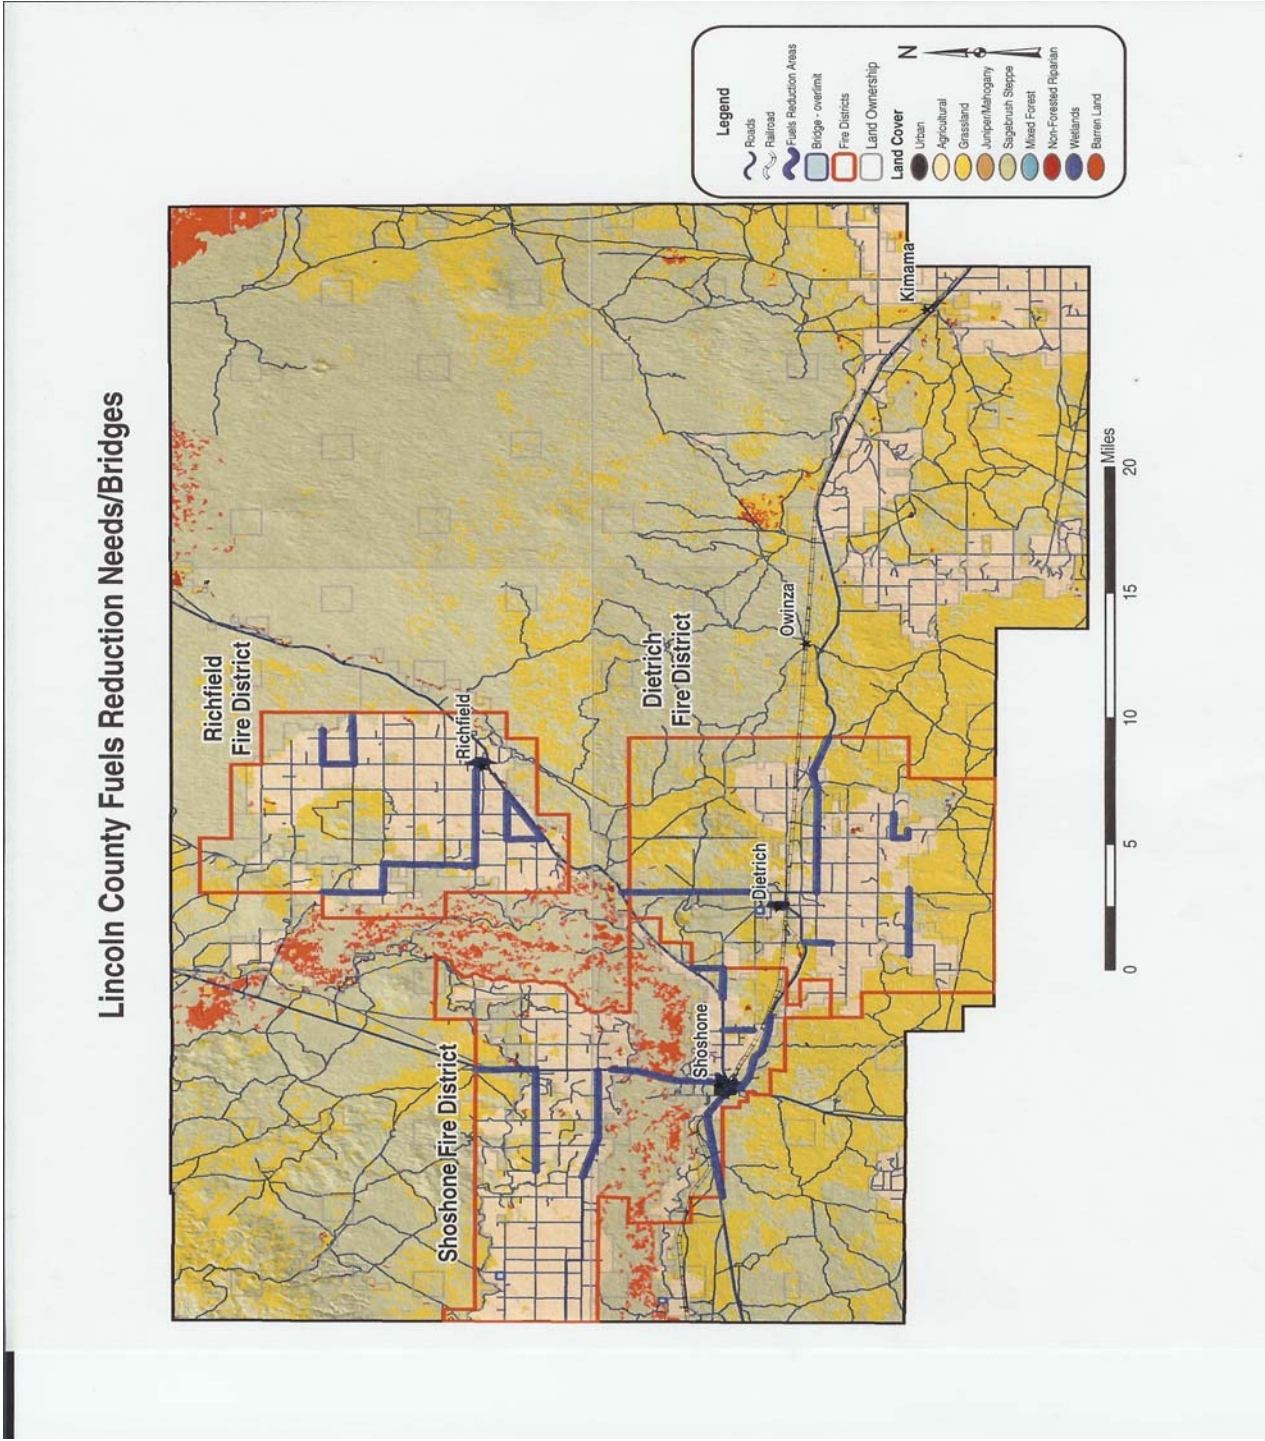 Lincoln County Fuels Reduction Needs/Bridges
Richfield
Fire District
Richfield
Shoshone Fire District
Shoshone
Dietrich
Fire District
Dietrich
Owinza
Kimama
Legend
Roads
Railroad
Fuels Reduction Areas
Bridge - overlimit
Fire Districts
Land Ownership
Land Cover
Urban
Agricultural
Grassland
Juniper/Mahogany
Sagebrush Steppe
Mixed Forest
Non-Forested Riparian
Wetlands
Barren Land
N
0 5 10 15 20
Miles